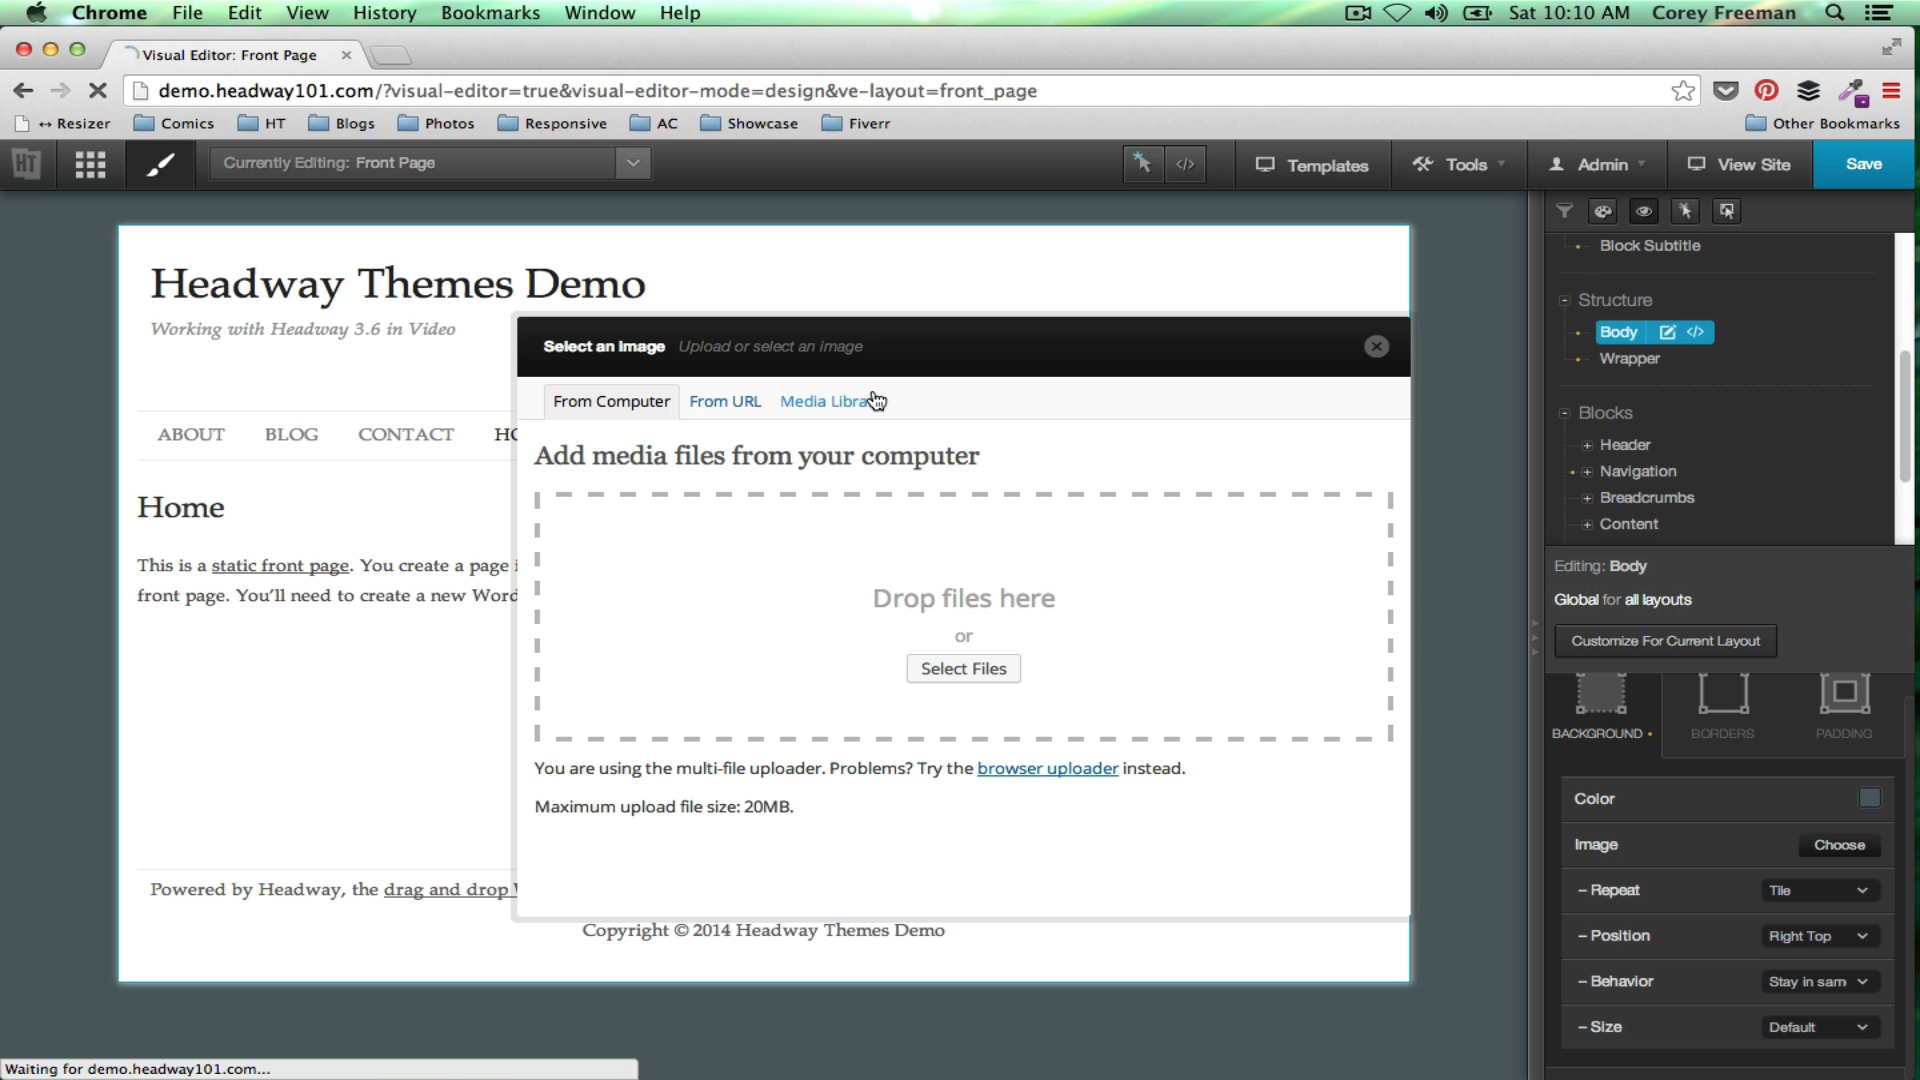 Chrome File Edit View History Bookmarks Window Help Sat 10:10 AM Corey Freeman
Visual Editor: Front Page
demo.headway101.com/?visual-editor=true&visual-editor-mode=design&ve-layout=front_page
↔ Resizer Comics HT Blogs Photos Responsive AC Showcase Fiverr Other Bookmarks
HT Currently Editing: Front Page </> Templates Tools Admin View Site Save
Headway Themes Demo
Working with Headway 3.6 in Video
ABOUT BLOG CONTACT
Home
This is a static front page. You create a page
front page. You'll need to create a new
Powered by Headway, the drag and drop
Copyright © 2014 Headway Themes Demo
Select an Image Upload or select an image
From Computer From URL Media
Add media files from your computer
Drop files here
or
Select Files
You are using the multi-file uploader. Problems? Try the browser uploader instead.
Maximum upload file size: 20MB.
Block Subtitle
Structure
Body </>
Wrapper
Blocks
Header
Navigation
Breadcrumbs
Content
Editing: Body
Global for all layouts
Customize For Current Layout
BACKGROUND BORDERS PADDING
Color
Image Choose
– Repeat Tile
– Position Right Top
– Behavior Stay in sam
– Size Default
Waiting for demo.headway101.com...